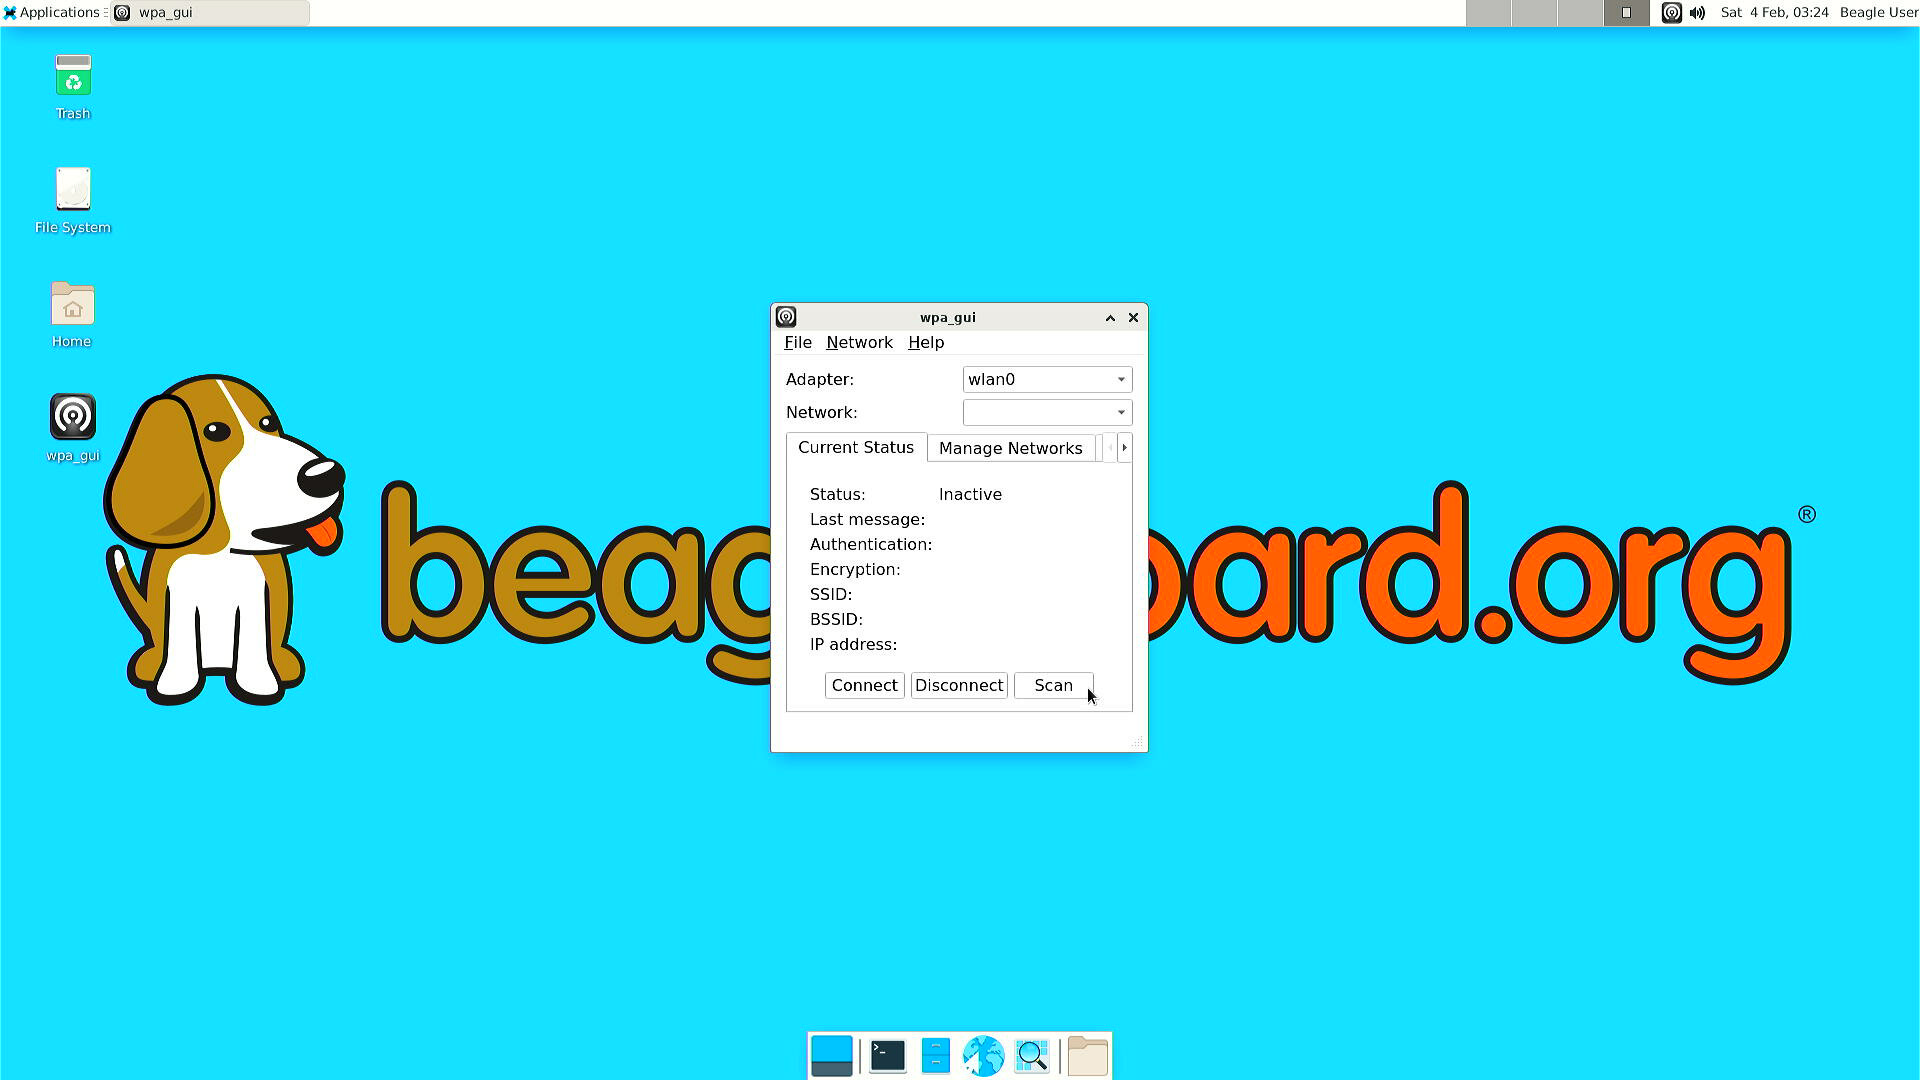 Applications
wpa_gui
Sat 4 Feb, 03:24
Beagle User
Trash
File System
Home
wpa_gui
wpa_gui
File Network Help
Adapter: wlan0
Network:
Current Status
Manage Networks
Status: Inactive
Last message:
Authentication:
Encryption:
SSID:
BSSID:
IP address:
Connect
Disconnect
Scan
beag
oard.org®